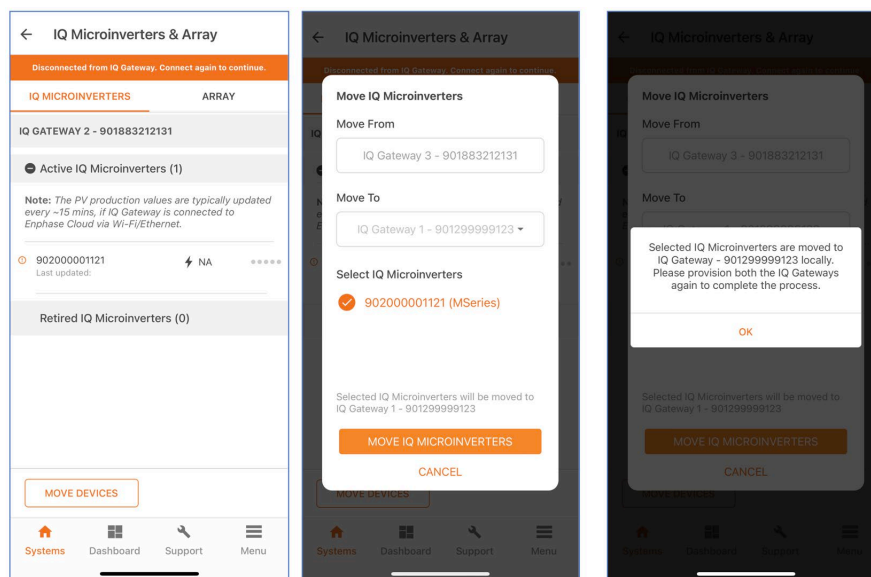 IQ Microinverters & Array
Disconnected from IQ Gateway. Connect again to continue.
IQ MICROINVERTERS
ARRAY
IQ GATEWAY 2 - 901883212131
Active IQ Microinverters (1)
Note: The PV production values are typically updated
every ~15 mins, if IQ Gateway is connected to
Enphase Cloud via Wi-Fi/Ethernet.
902000001121
NA
Last updated:
Retired IQ Microinverters (0)
MOVE DEVICES
Systems
Dashboard
Support
Menu
IQ Microinverters & Array
Disconnected from IQ Gateway. Connect again to continue.
Move IQ Microinverters
Move From
IQ Gateway 3 - 901883212131
Move To
IQ Gateway 1 - 901299999123
Select IQ Microinverters
902000001121 (MSeries)
Selected IQ Microinverters will be moved to
IQ Gateway 1 - 901299999123
MOVE IQ MICROINVERTERS
CANCEL
MOVE DEVICES
Systems
Dashboard
Support
Menu
IQ Microinverters & Array
Move IQ Microinverters
Move From
IQ Gateway 3 - 901883212131
Move To
Selected IQ Microinverters are moved to
IQ Gateway - 901299999123 locally.
Please provision both the IQ Gateways
again to complete the process.
OK
Selected IQ Microinverters will be moved to
IQ Gateway 1 - 901299999123
MOVE IQ MICROINVERTERS
CANCEL
MOVE DEVICES
Systems
Dashboard
Support
Menu